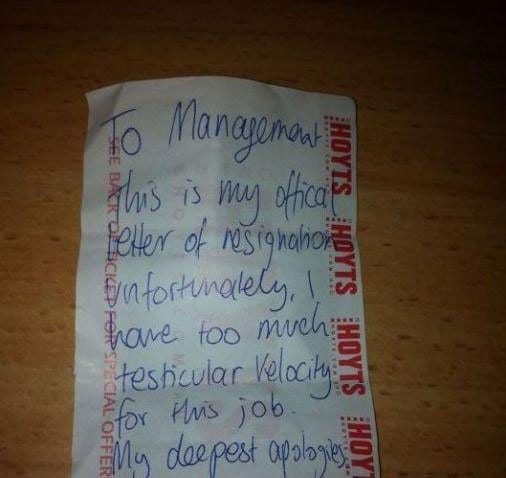 To Management
this is my offical
letter of resignation
unfortunately, I
have too much
testicular Velocity
for this job.
My deepest apologies
SEE BACK OF TICKET FOR SPECIAL OFFER
HOYTS
HOYTS
HOYTS
HOYT